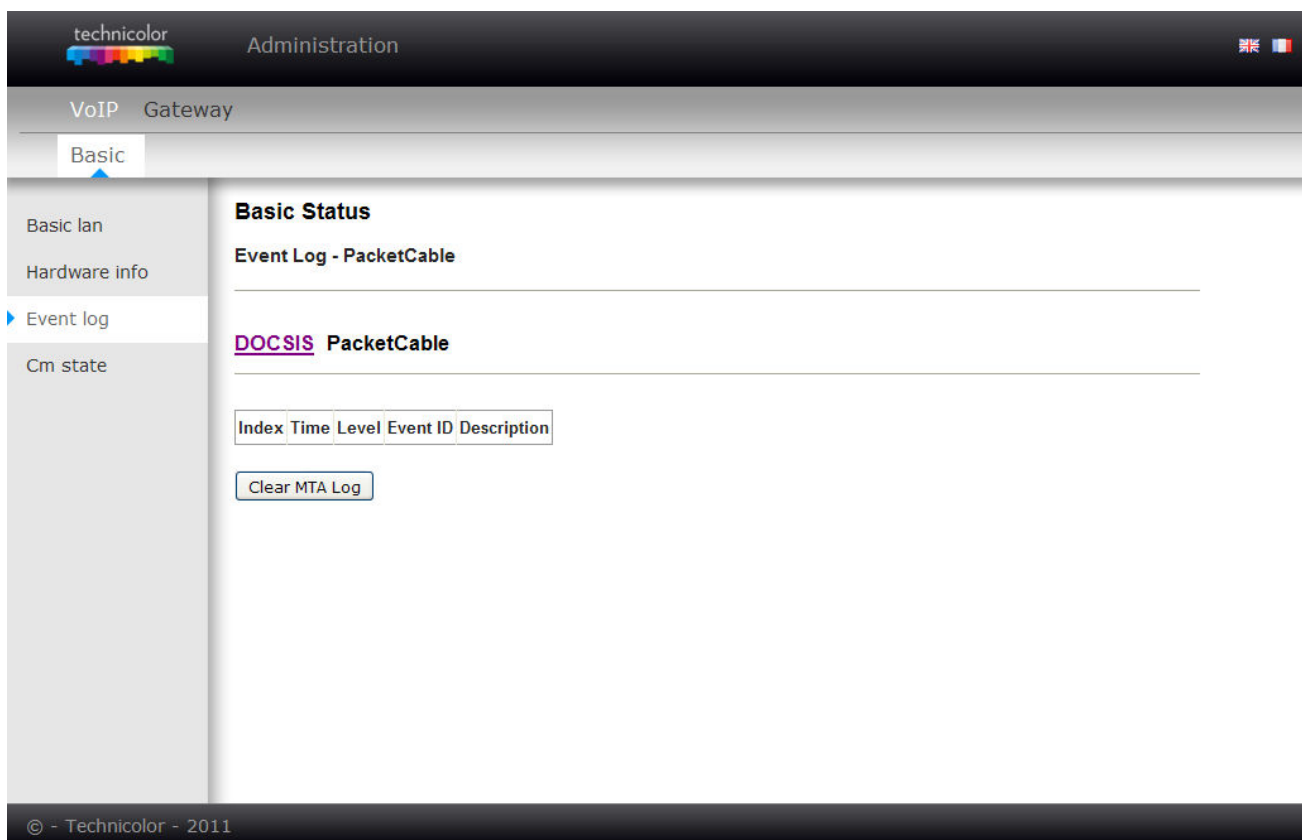 technicolor
Administration
VoIP Gateway
Basic
Basic lan
Hardware info
Event log
Cm state
Basic Status
Event Log - PacketCable
DOCSIS PacketCable
Index Time Level Event ID Description
Clear MTA Log
© - Technicolor - 2011